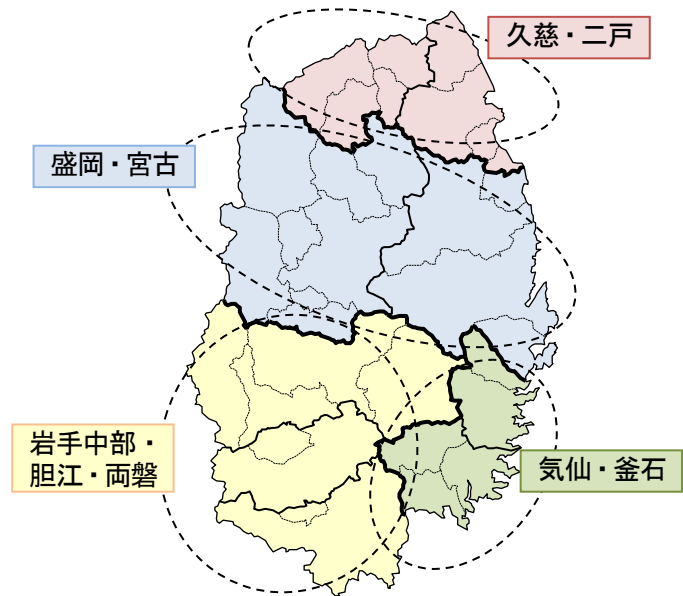 久慈・二戸
盛岡・宮古
岩手中部・
胆江・両磐
気仙・釜石